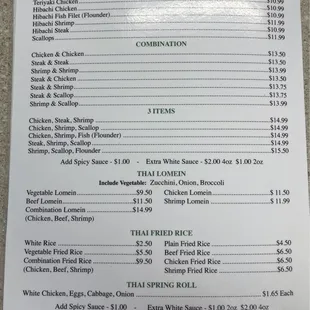 Teriyaki Chicken $10.99
Hibachi Chicken $10.99
Hibachi Fish Filet (Flounder) $10.99
Hibachi Shrimp $11.99
Hibachi Steak $10.99
Scallops $11.99
COMBINATION
Chicken & Chicken $13.50
Steak & Steak $13.50
Shrimp & Shrimp $13.99
Steak & Chicken $13.50
Steak & Shrimp $13.75
Steak & Scallop $13.75
Shrimp & Scallop $13.99
3 ITEMS
Chicken, Steak, Shrimp $14.99
Chicken, Shrimp, Scallop $14.99
Chicken, Shrimp, Fish (Flounder) $14.99
Steak, Shrimp, Scallop $14.99
Shrimp, Scallop, Flounder $15.50
Add Spicy Sauce - $1.00 - Extra White Sauce - $2.00 4oz $1.00 2oz
THAI LOMEIN
Include Vegetable: Zucchini, Onion, Broccoli
Vegetable Lomein $9.50 Chicken Lomein $ 11.50
Beef Lomein $11.50 Shrimp Lomein $ 11.99
Combination Lomein $14.99
(Chicken, Beef, Shrimp)
THAI FRIED RICE
White Rice $2.50 Plain Fried Rice $4.50
Vegetable Fried Rice $5.50 Beef Fried Rice $6.50
Combination Fried Rice $9.50 Chicken Fried Rice $6.50
(Chicken, Beef, Shrimp) Shrimp Fried Rice $6.50
THAI SPRING ROLL
White Chicken, Eggs, Cabbage, Onion $1.65 Each
Add Spicy Sauce - $1.00 - Extra White Sauce - $1.00 2oz $2.00 4oz